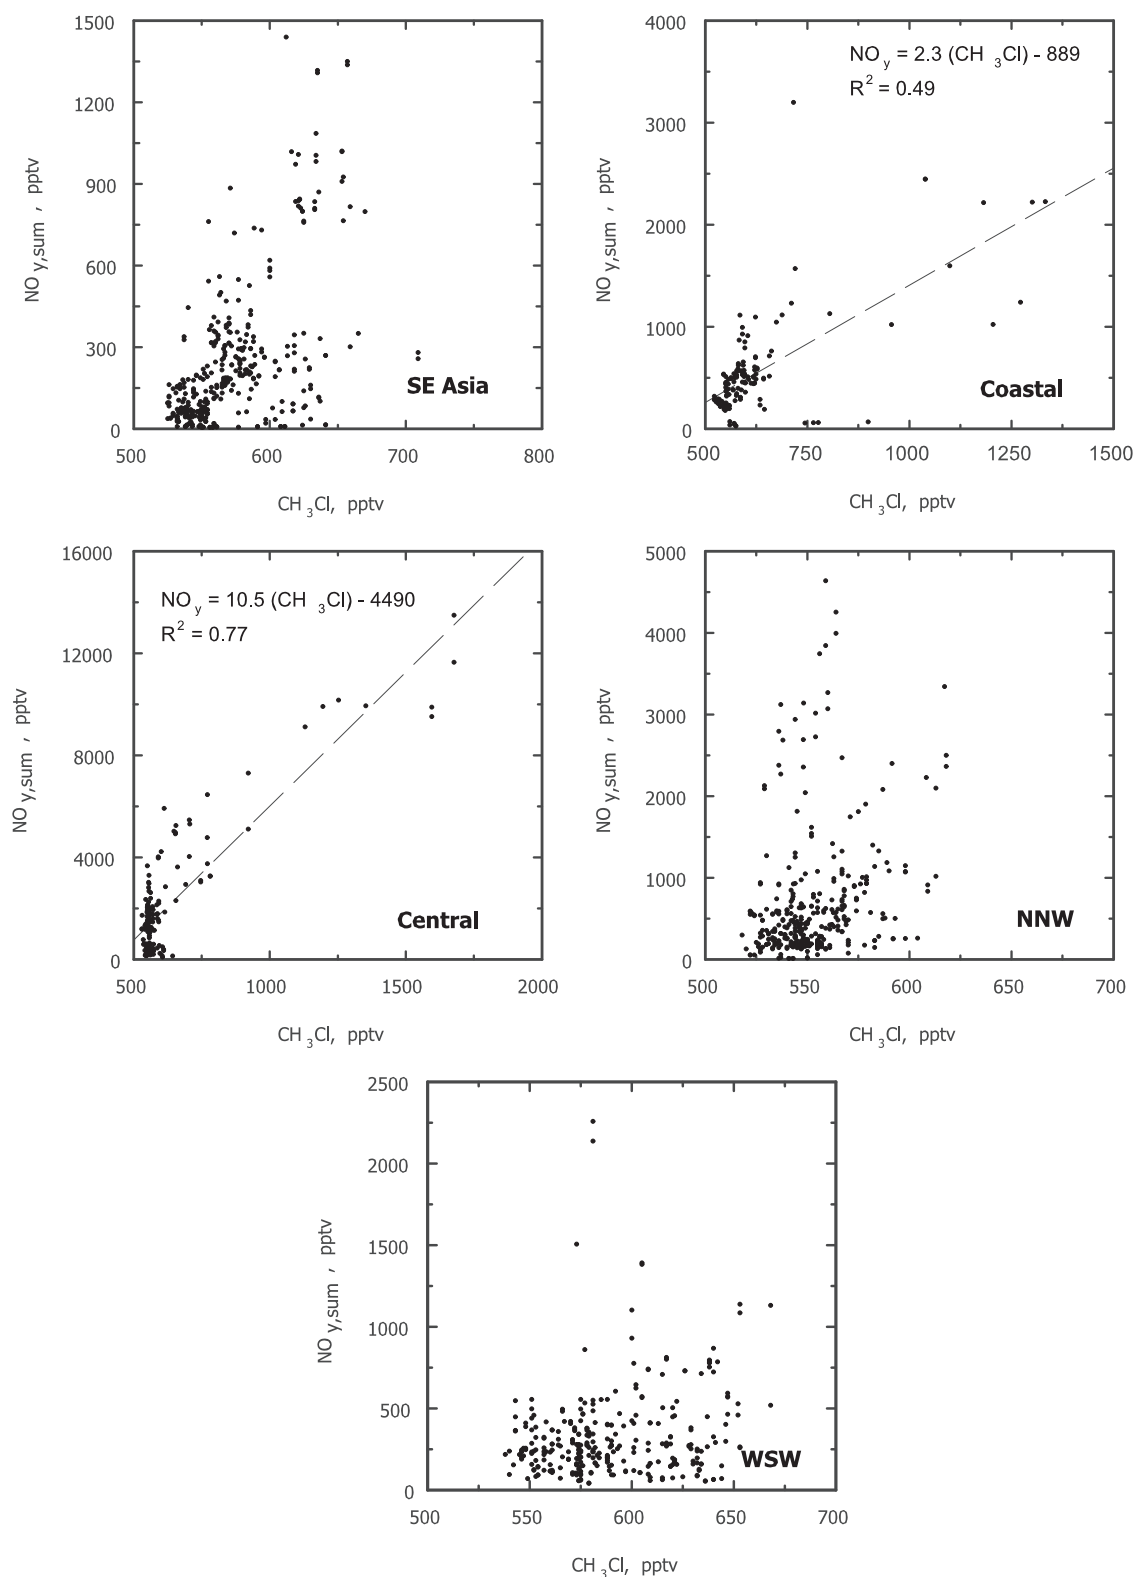 1500
1200
900
600
300
0
NO y,sum , pptv
SE Asia
500 600 700 800
CH 3Cl, pptv
4000
3000
2000
1000
0
NO y,sum , pptv
NO y = 2.3 (CH 3Cl) - 889
R2 = 0.49
Coastal
500 750 1000 1250 1500
CH 3Cl, pptv
16000
12000
8000
4000
0
NO y,sum , pptv
NO y = 10.5 (CH 3Cl) - 4490
R2 = 0.77
Central
500 1000 1500 2000
CH 3Cl, pptv
5000
4000
3000
2000
1000
0
NO y,sum , pptv
NNW
500 550 600 650 700
CH 3Cl, pptv
2500
2000
1500
1000
500
0
NO y,sum , pptv
WSW
500 550 600 650 700
CH 3Cl, pptv